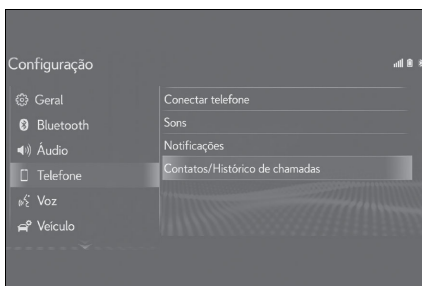 Configuração
Geral
Bluetooth
Áudio
Telefone
Voz
Veículo
Conectar telefone
Sons
Notificações
Contatos/Histórico de chamadas